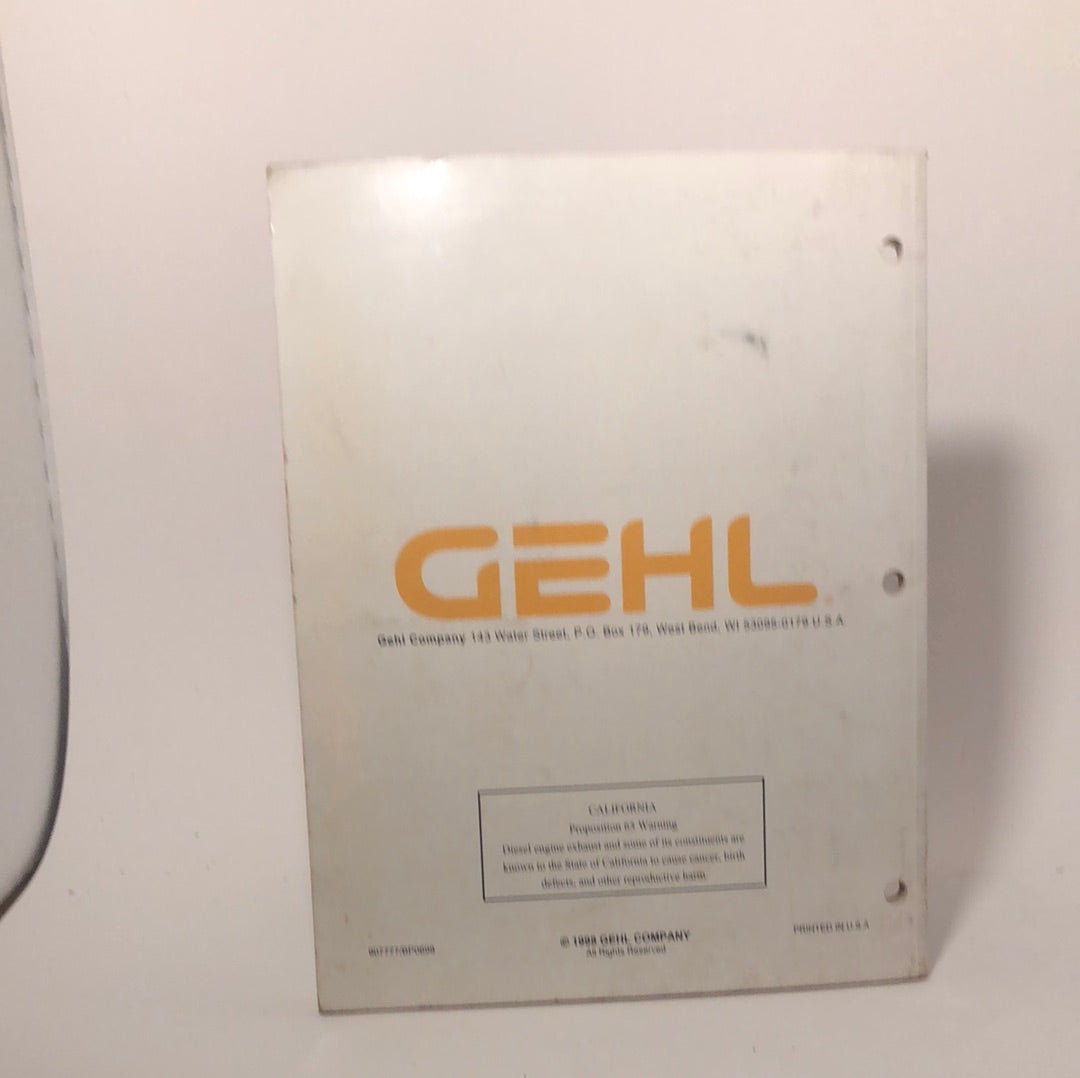 GEHL
Gehl Company 143 Water Street, P.O. Box 179, West Bend, WI 53095-0179 U.S.A.
CALIFORNIA
Proposition 65 Warning
Diesel engine exhaust and some of its constituents are
known to the State of California to cause cancer, birth
defects, and other reproductive harm.
© GEHL COMPANY
All Rights Reserved
PRINTED IN U.S.A.